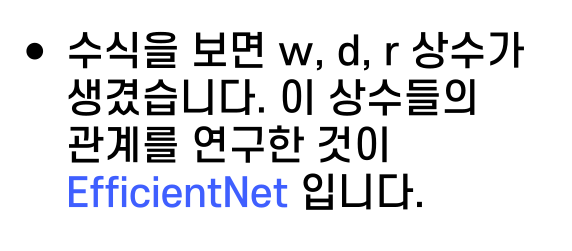 • 수식을 보면 w, d, r 상수가
생겼습니다. 이 상수들의
관계를 연구한 것이
EfficientNet 입니다.